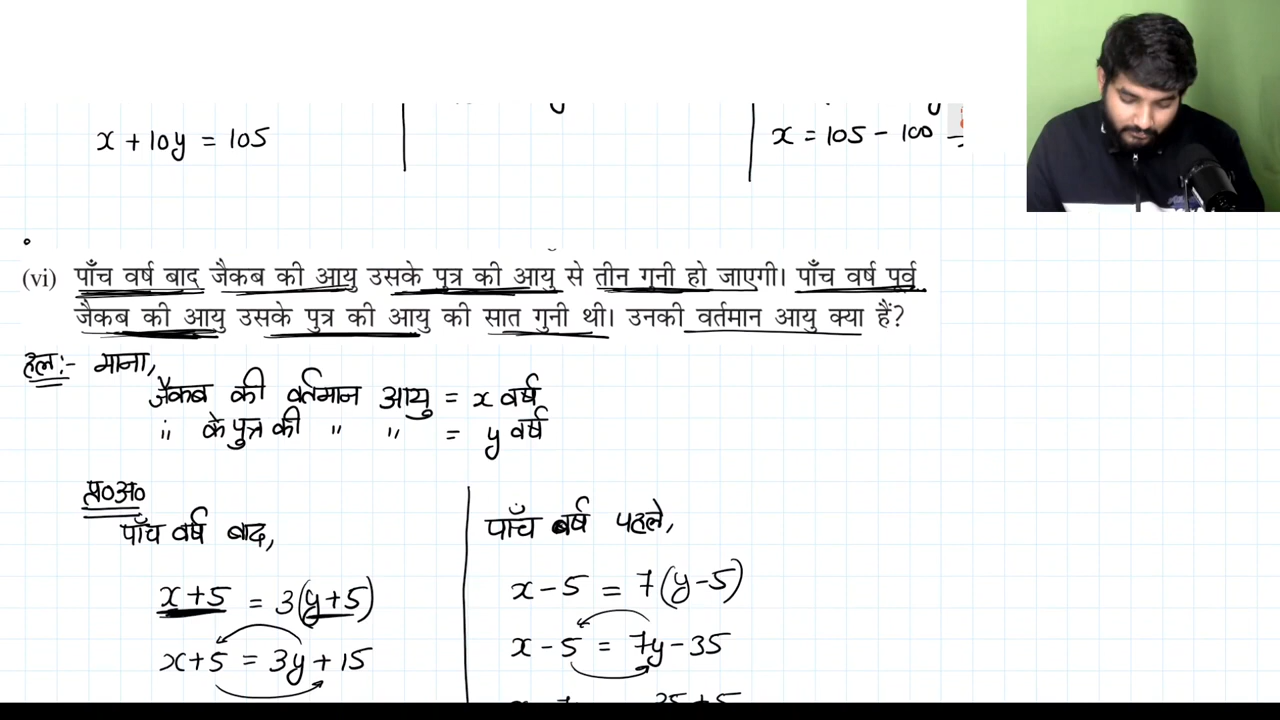 x + 10y = 105
x = 105 - 100
(vi) पाँच वर्ष बाद जैकब की आयु उसके पुत्र की आयु से तीन गुनी हो जाएगी। पाँच वर्ष पूर्व
जैकब की आयु उसके पुत्र की आयु की सात गुनी थी। उनकी वर्तमान आयु क्या हैं?
हल:- माना,
जैकब की वर्तमान आयु = x वर्ष
" के पुत्र की " " = y वर्ष
प्र०अ०
पाँच वर्ष बाद,
x+5 = 3(y+5)
x+5 = 3y+15
पाँच वर्ष पहले,
x-5 = 7(y-5)
x-5 = 7y-35